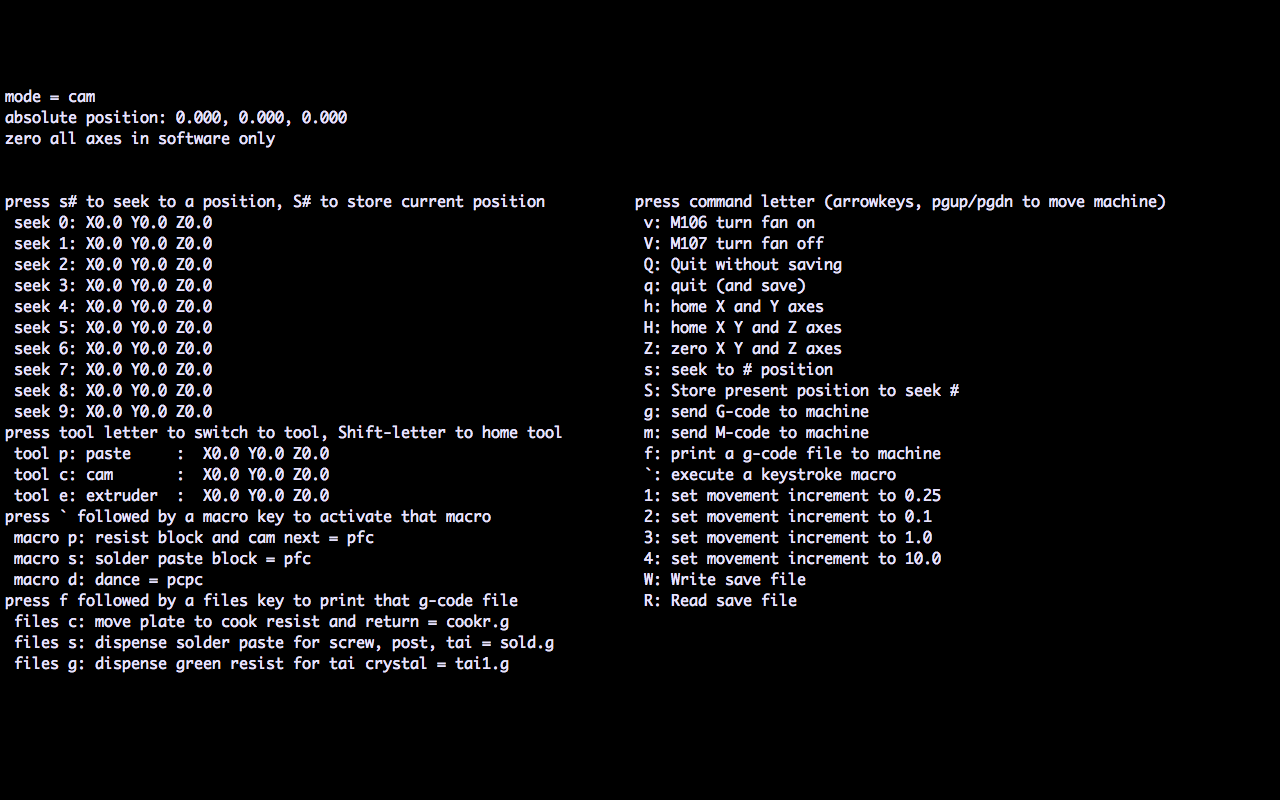 mode = cam
absolute position: 0.000, 0.000, 0.000
zero all axes in software only
press s# to seek to a position, S# to store current position
seek 0: X0.0 Y0.0 Z0.0
seek 1: X0.0 Y0.0 Z0.0
seek 2: X0.0 Y0.0 Z0.0
seek 3: X0.0 Y0.0 Z0.0
seek 4: X0.0 Y0.0 Z0.0
seek 5: X0.0 Y0.0 Z0.0
seek 6: X0.0 Y0.0 Z0.0
seek 7: X0.0 Y0.0 Z0.0
seek 8: X0.0 Y0.0 Z0.0
seek 9: X0.0 Y0.0 Z0.0
press tool letter to switch to tool, Shift-letter to home tool
tool p: paste     :  X0.0 Y0.0 Z0.0
tool c: cam       :  X0.0 Y0.0 Z0.0
tool e: extruder  :  X0.0 Y0.0 Z0.0
press ` followed by a macro key to activate that macro
macro p: resist block and cam next = pfc
macro s: solder paste block = pfc
macro d: dance = pcpc
press f followed by a files key to print that g-code file
files c: move plate to cook resist and return = cookr.g
files s: dispense solder paste for screw, post, tai = sold.g
files g: dispense green resist for tai crystal = tai1.g
press command letter (arrowkeys, pgup/pgdn to move machine)
v: M106 turn fan on
V: M107 turn fan off
Q: Quit without saving
q: quit (and save)
h: home X and Y axes
H: home X Y and Z axes
Z: zero X Y and Z axes
s: seek to # position
S: Store present position to seek #
g: send G-code to machine
m: send M-code to machine
f: print a g-code file to machine
`: execute a keystroke macro
1: set movement increment to 0.25
2: set movement increment to 0.1
3: set movement increment to 1.0
4: set movement increment to 10.0
W: Write save file
R: Read save file